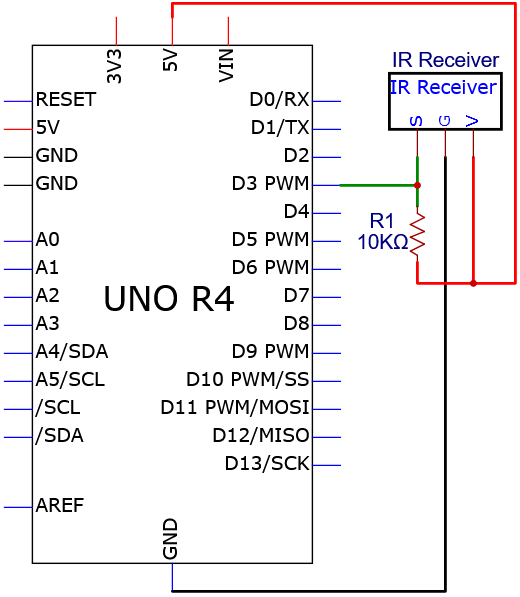 3V3
5V
VIN
IR Receiver
IR Receiver
S
G
V
RESET
5V
GND
GND
A0
A1
A2
A3
A4/SDA
A5/SCL
/SCL
/SDA
AREF
UNO R4
D0/RX
D1/TX
D2
D3 PWM
D4
D5 PWM
D6 PWM
D7
D8
D9 PWM
D10 PWM/SS
D11 PWM/MOSI
D12/MISO
D13/SCK
R1
10KΩ
GND